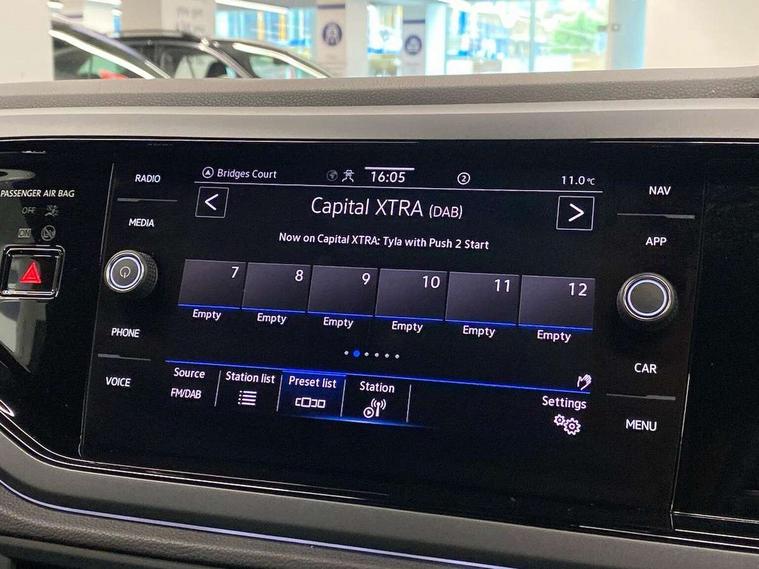 PASSENGER AIR BAG
OFF
ON
RADIO
MEDIA
PHONE
VOICE
Bridges Court
16:05
2
11.0 °C
<
Capital XTRA (DAB)
>
Now on Capital XTRA: Tyla with Push 2 Start
7 8 9 10 11 12
Empty Empty Empty Empty Empty Empty
Source
FM/DAB
Station list
Preset list
Station
Settings
NAV
APP
CAR
MENU